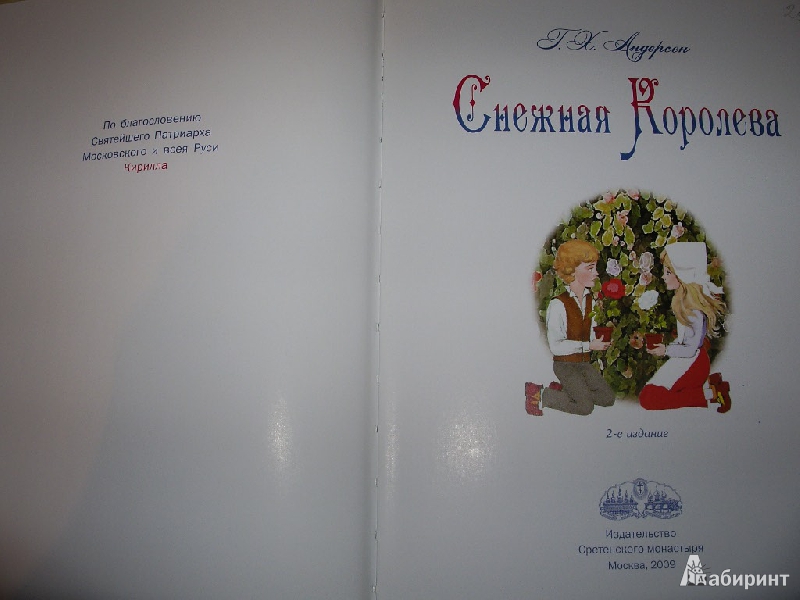 По благословению
Святейшего Патриарха
Московского и всея Руси
Кирилла
Г. Х. Андерсен
Снежная Королева
2-е издание
Издательство
Сретенского монастыря
Москва, 2009
Лабиринт